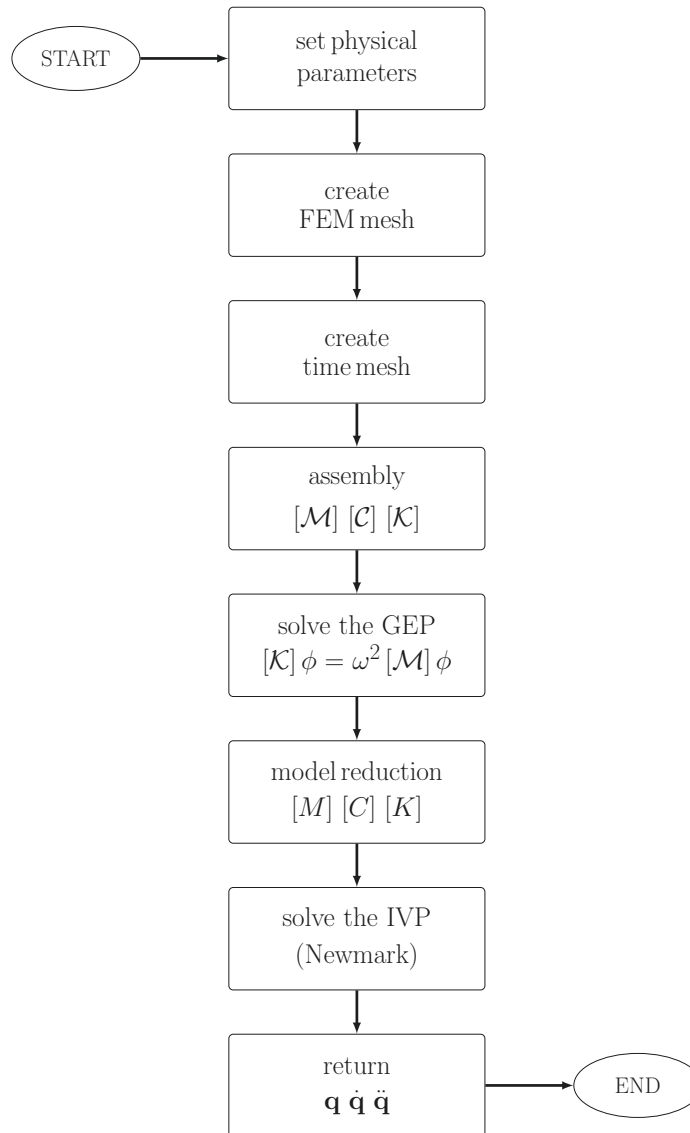 START
set physical
parameters
create
FEM mesh
create
time mesh
assembly
[𝓜] [𝓒] [𝓚]
solve the GEP
[𝓚] ϕ = ω² [𝓜] ϕ
model reduction
[M] [C] [K]
solve the IVP
(Newmark)
return
q q̇ q̈
END